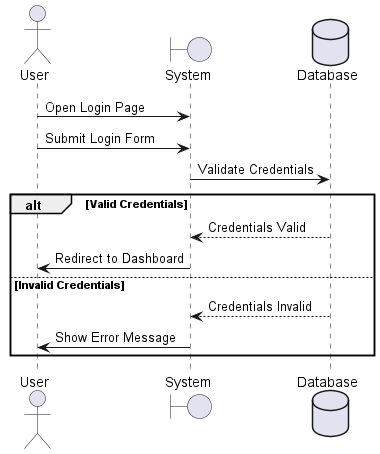 User System Database
Open Login Page
Submit Login Form
Validate Credentials
alt [Valid Credentials]
Credentials Valid
Redirect to Dashboard
[Invalid Credentials]
Credentials Invalid
Show Error Message
User System Database